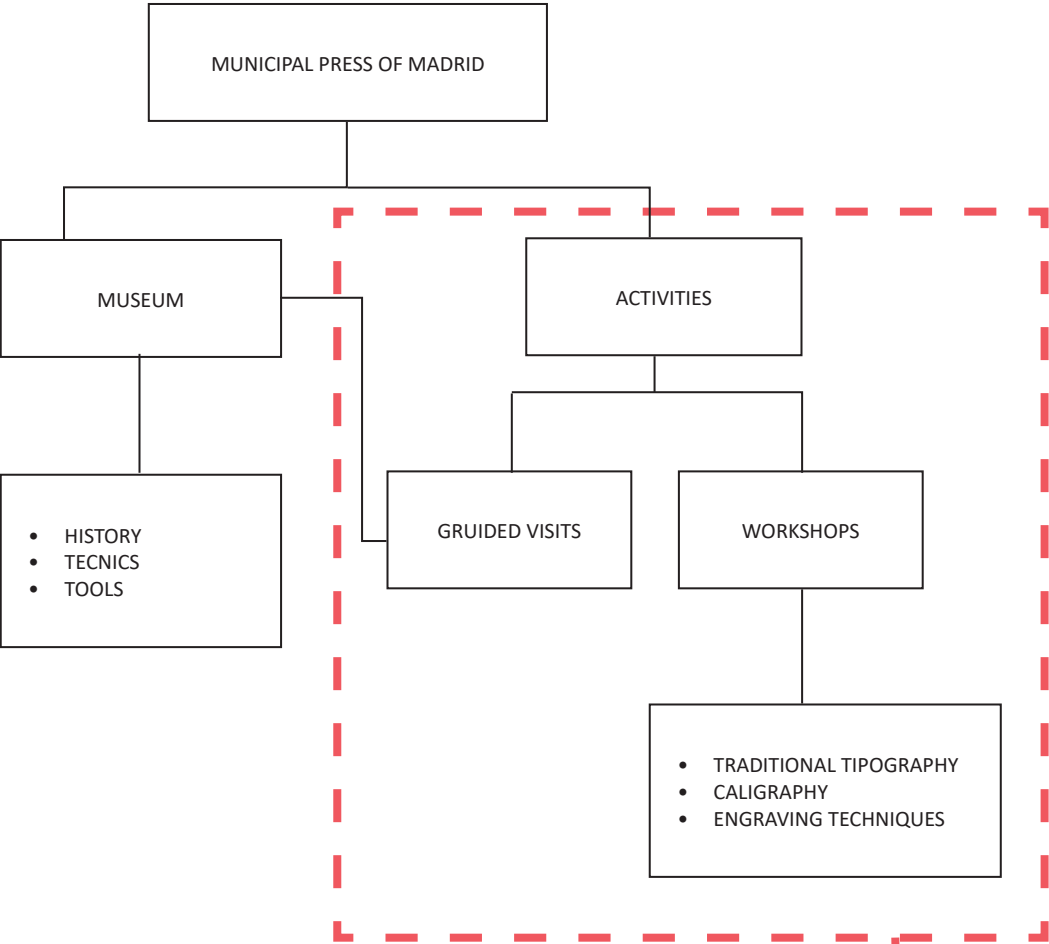 MUNICIPAL PRESS OF MADRID
MUSEUM
ACTIVITIES
• HISTORY
• TECNICS
• TOOLS
GRUIDED VISITS
WORKSHOPS
• TRADITIONAL TIPOGRAPHY
• CALIGRAPHY
• ENGRAVING TECHNIQUES